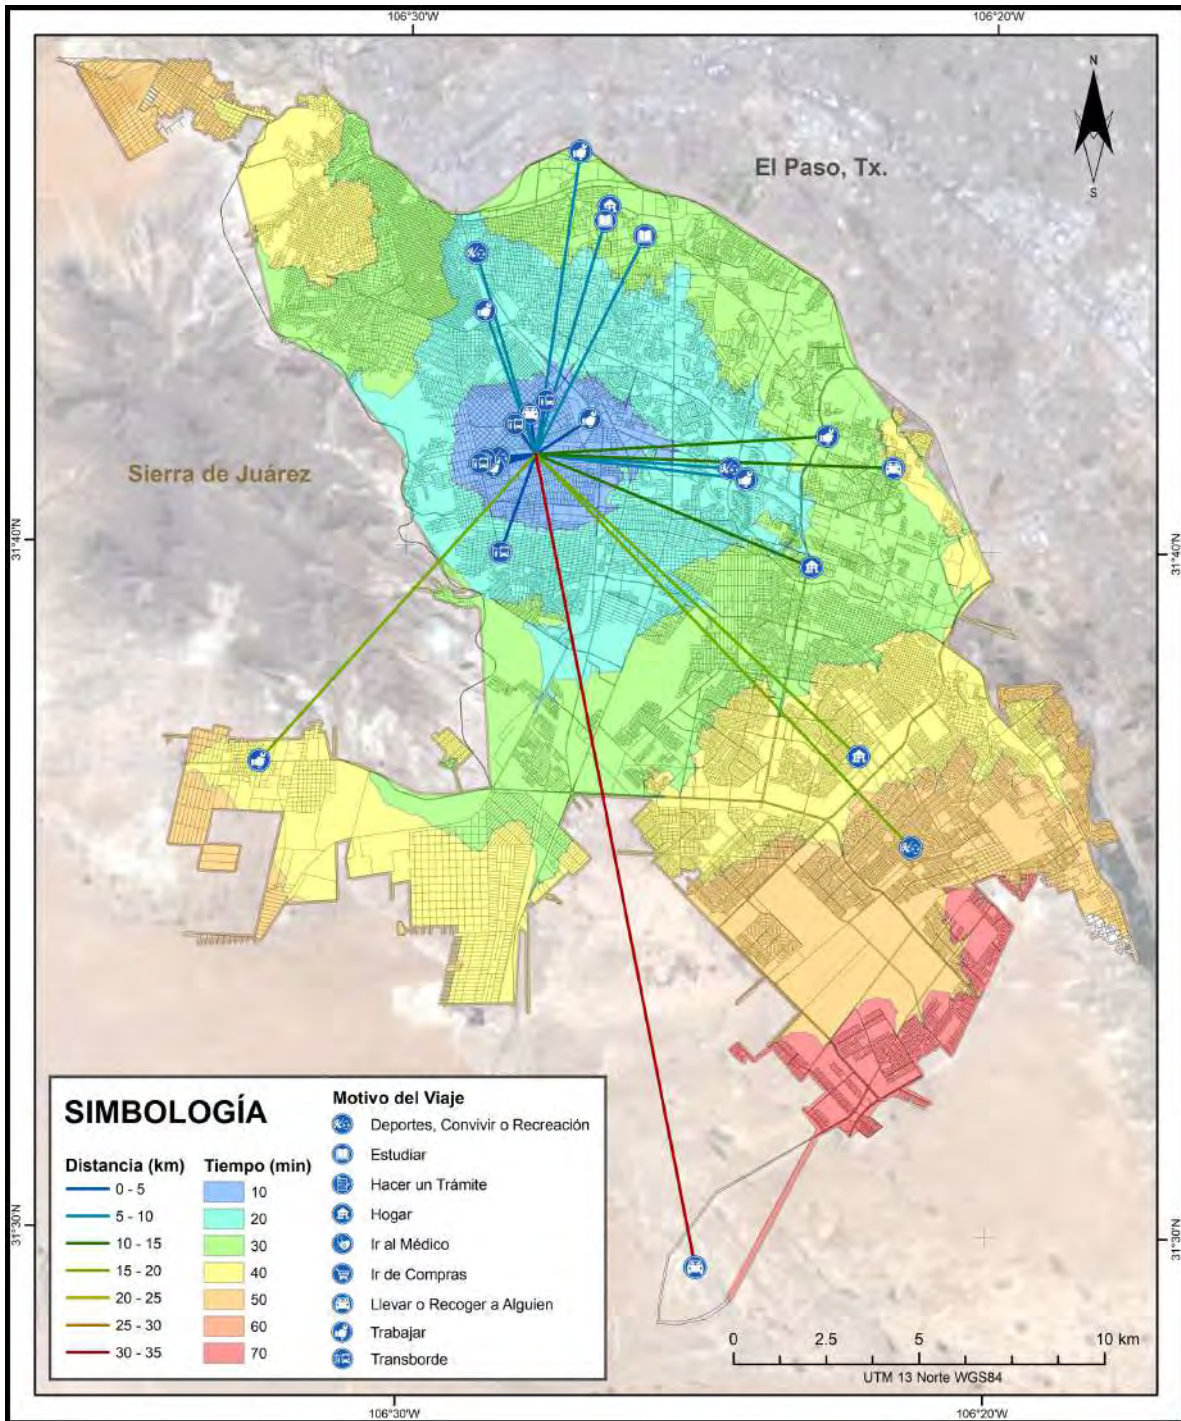 106°30'W
106°20'W
N
S
El Paso, Tx.
Sierra de Juárez
31°40'N
31°40'N
31°30'N
31°30'N
SIMBOLOGÍA
Distancia (km)
0 - 5
5 - 10
10 - 15
15 - 20
20 - 25
25 - 30
30 - 35
Tiempo (min)
10
20
30
40
50
60
70
Motivo del Viaje
Deportes, Convivir o Recreación
Estudiar
Hacer un Trámite
Hogar
Ir al Médico
Ir de Compras
Llevar o Recoger a Alguien
Trabajar
Transborde
0 2.5 5 10 km
UTM 13 Norte WGS84
106°30'W
106°20'W